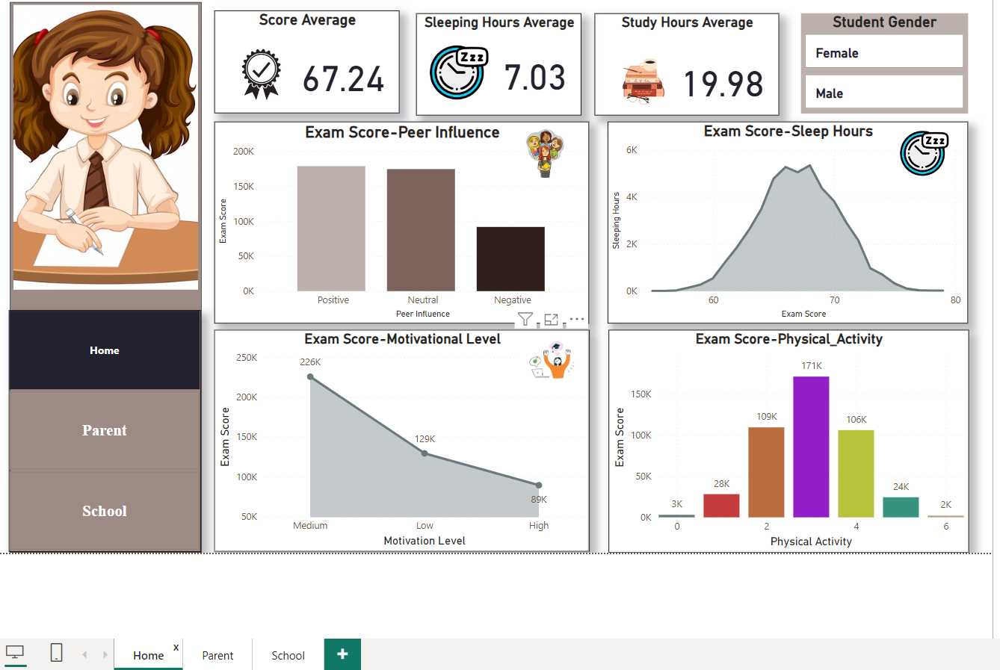 Score Average
67.24
Sleeping Hours Average
Zzz
7.03
Study Hours Average
19.98
Student Gender
Female
Male
Exam Score-Peer Influence
200K
150K
100K
50K
0K
Exam Score
Positive
Neutral
Negative
Peer Influence
Exam Score-Sleep Hours
Zzz
6K
4K
2K
0K
Sleeping Hours
60
70
80
Exam Score
Home
Parent
School
Exam Score-Motivational Level
250K
200K
150K
100K
50K
Exam Score
226K
129K
89K
Medium
Low
High
Motivation Level
Exam Score-Physical_Activity
150K
100K
50K
0K
Exam Score
3K
28K
109K
171K
106K
24K
2K
0
2
4
6
Physical Activity
Home
x
Parent
School
+